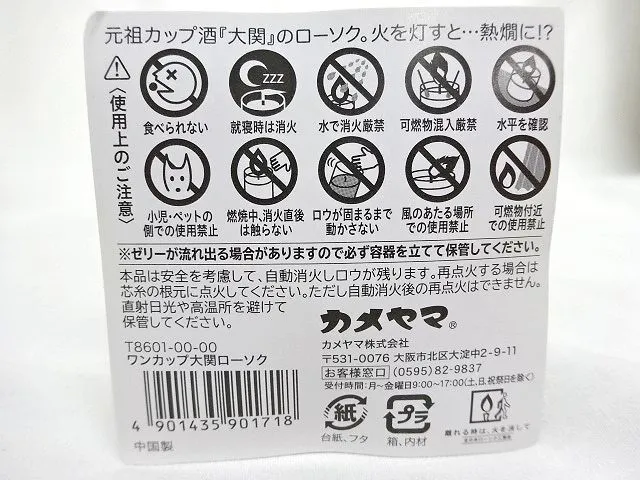 元祖カップ酒『大関』のローソク。火を灯すと…熱燗に!?
〈使用上のご注意〉
zzz
食べられない
就寝時は消火
水で消火厳禁
可燃物混入厳禁
水平を確認
小児・ペットの側での使用禁止
燃焼中、消火直後は触らない
ロウが固まるまで動かさない
風のあたる場所での使用禁止
可燃物付近での使用禁止
※ゼリーが流れ出る場合がありますので必ず容器を立てて保管してください。
本品は安全を考慮して、自動消火しロウが残ります。再点火する場合は
芯糸の根元に点火してください。ただし自動消火後の再点火はできません。
直射日光や高温所を避けて
保管してください。
カメヤマ®
カメヤマ株式会社
〒531-0076 大阪市北区大淀中2-9-11
お客様窓口 (0595)82-9837
受付時間:月~金曜日9:00~17:00(土、日、祝祭日を除く)
T8601-00-00
ワンカップ大関ローソク
4 901435 901718
中国製
紙
台紙、フタ
プラ
箱、内材
離れる時は、火を消して